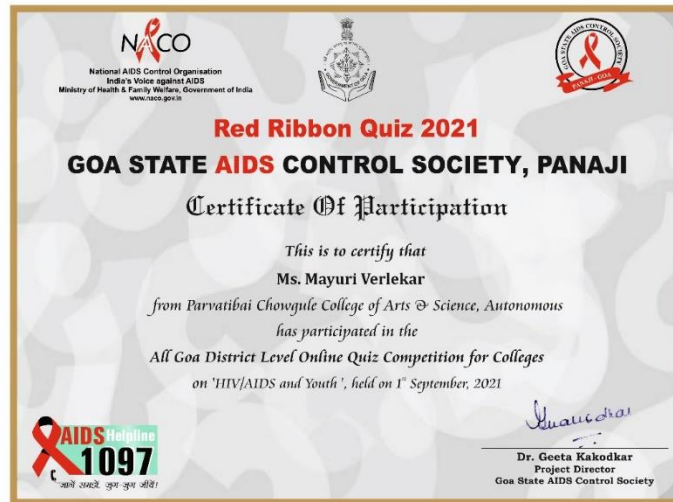 NACO
National AIDS Control Organisation
India's Voice against AIDS
Ministry of Health & Family Welfare, Government of India
www.naco.gov.in
GOA STATE AIDS CONTROL SOCIETY
PANAJI - GOA
Red Ribbon Quiz 2021
GOA STATE AIDS CONTROL SOCIETY, PANAJI
Certificate Of Participation
This is to certify that
Ms. Mayuri Verlekar
from Parvatibai Chowgule College of Arts & Science, Autonomous
has participated in the
All Goa District Level Online Quiz Competition for Colleges
on 'HIV/AIDS and Youth ', held on 1st September, 2021
AIDS Helpline
1097
Dr. Geeta Kakodkar
Project Director
Goa State AIDS Control Society